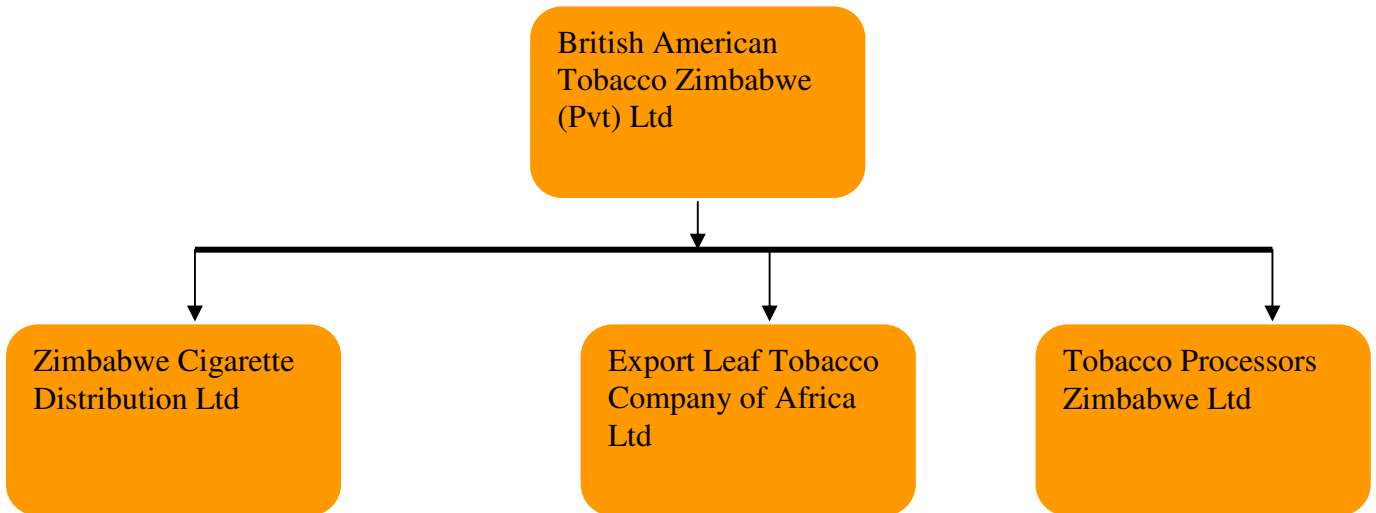 British American
Tobacco Zimbabwe
(Pvt) Ltd
Zimbabwe Cigarette
Distribution Ltd
Export Leaf Tobacco
Company of Africa
Ltd
Tobacco Processors
Zimbabwe Ltd